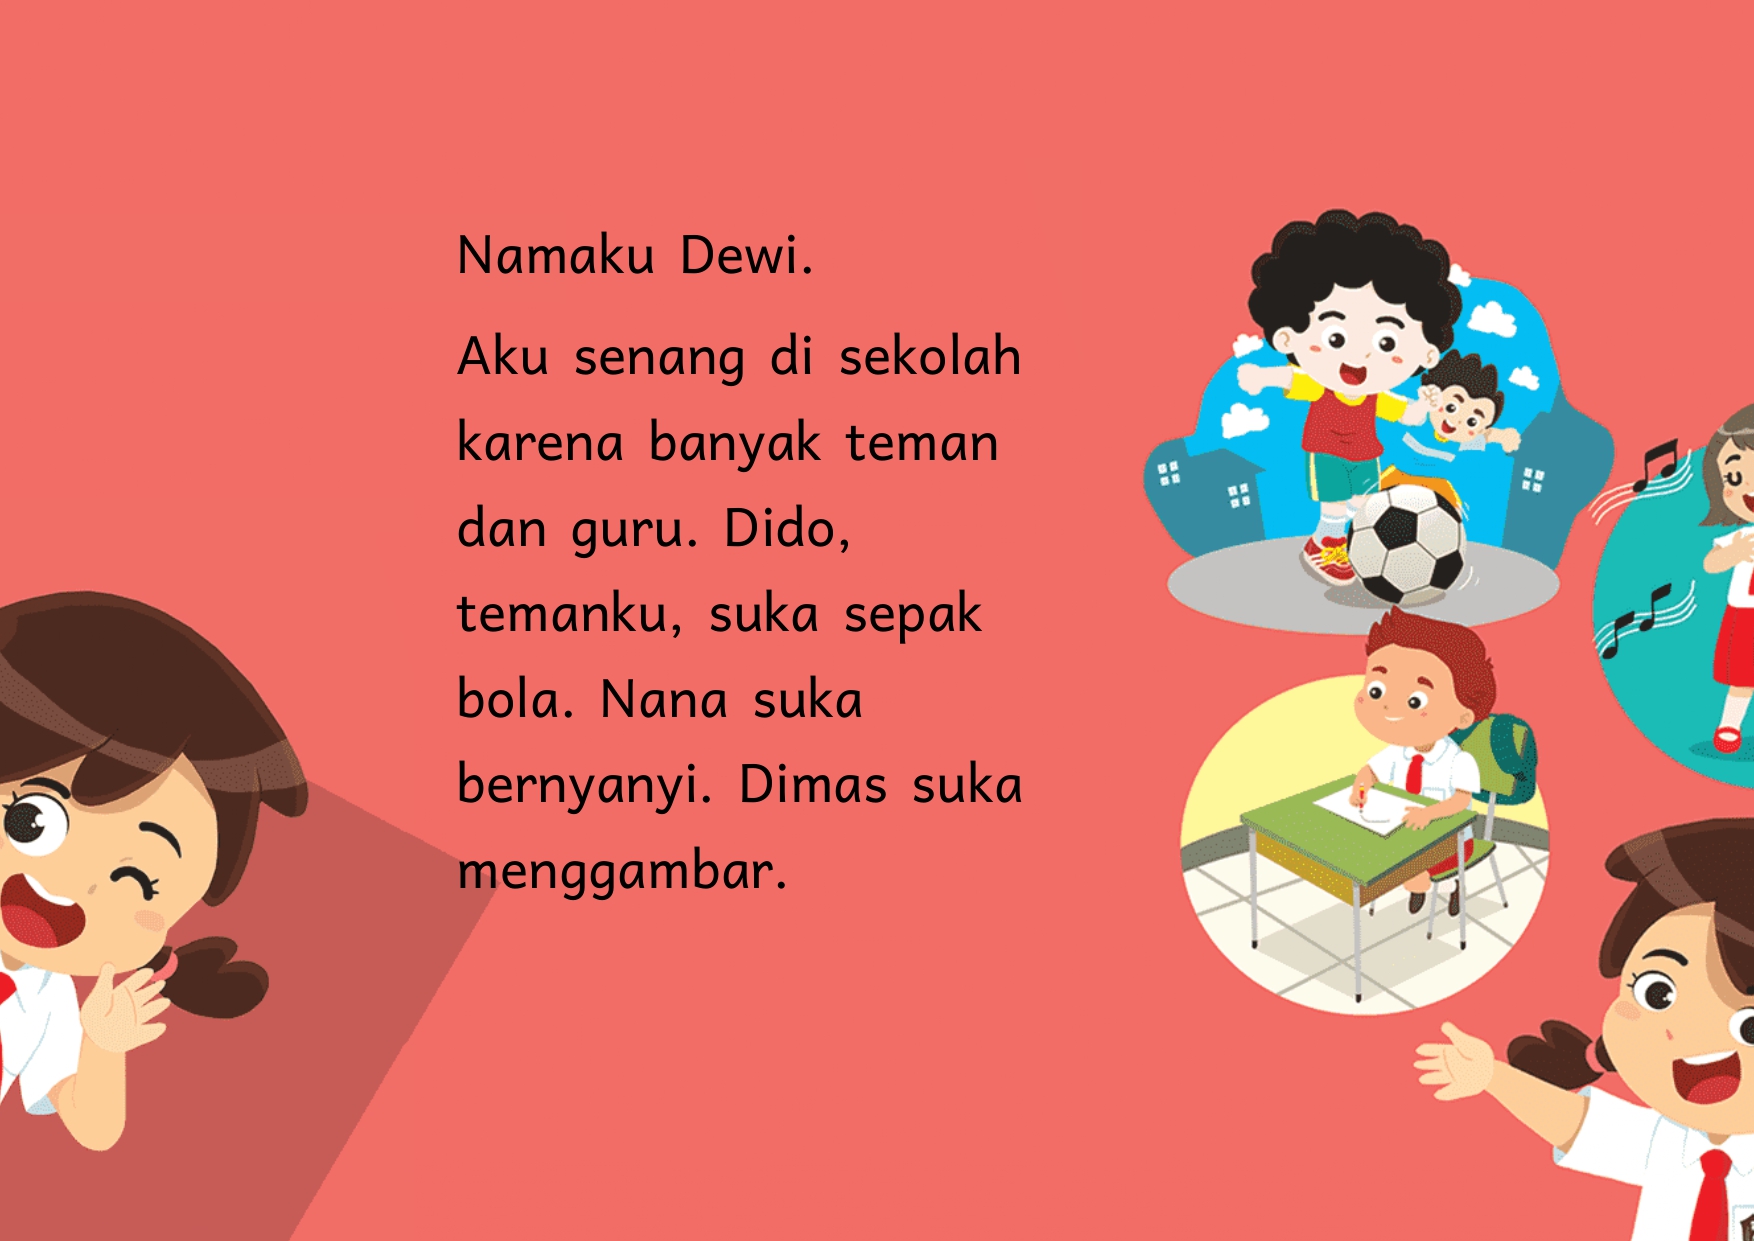 Namaku Dewi.
Aku senang di sekolah
karena banyak teman
dan guru. Dido,
temanku, suka sepak
bola. Nana suka
bernyanyi. Dimas suka
menggambar.